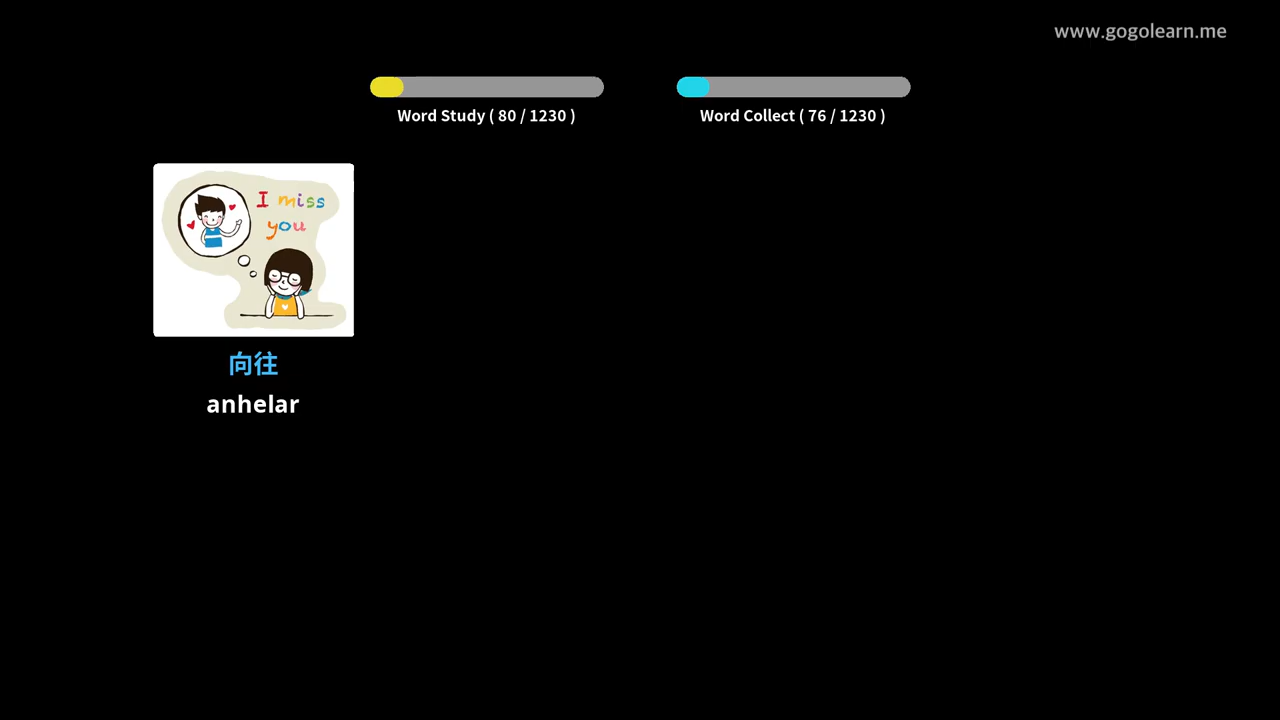 www.gogolearn.me
Word Study ( 80 / 1230 )
Word Collect ( 76 / 1230 )
I miss
you
向往
anhelar